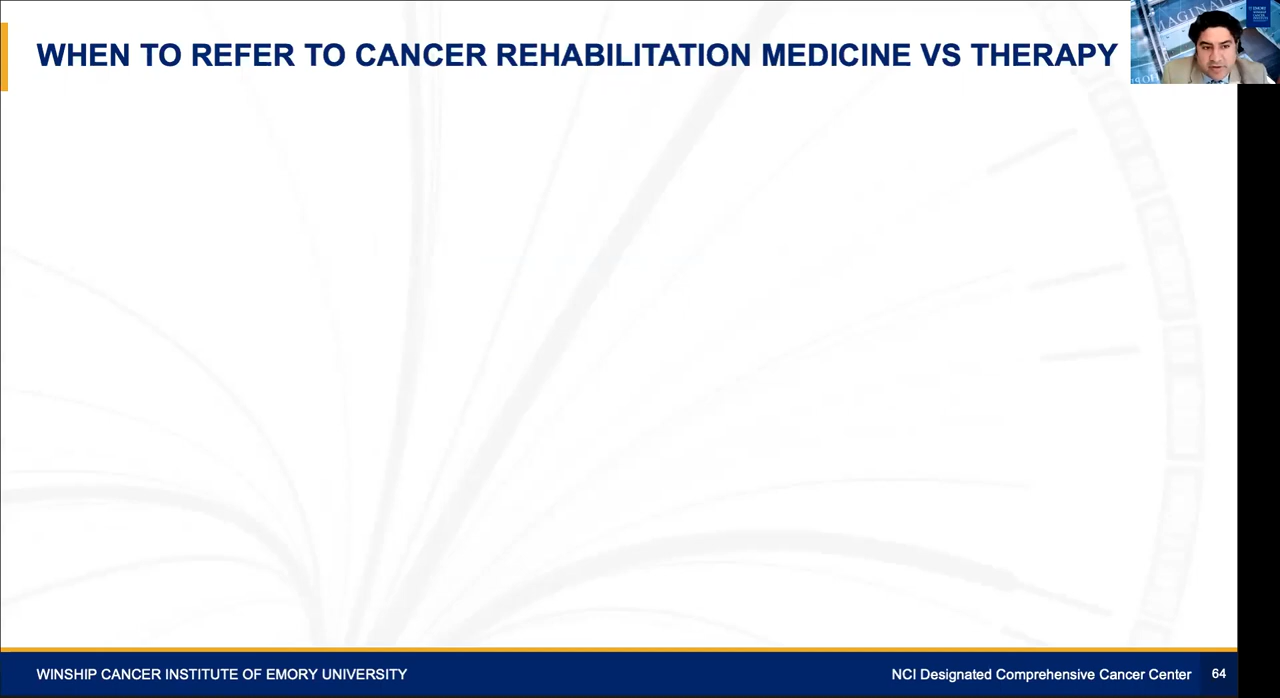 WHEN TO REFER TO CANCER REHABILITATION MEDICINE VS THERAPY
EMORY
WINSHIP CANCER INSTITUTE OF EMORY UNIVERSITY
NCI Designated Comprehensive Cancer Center 64